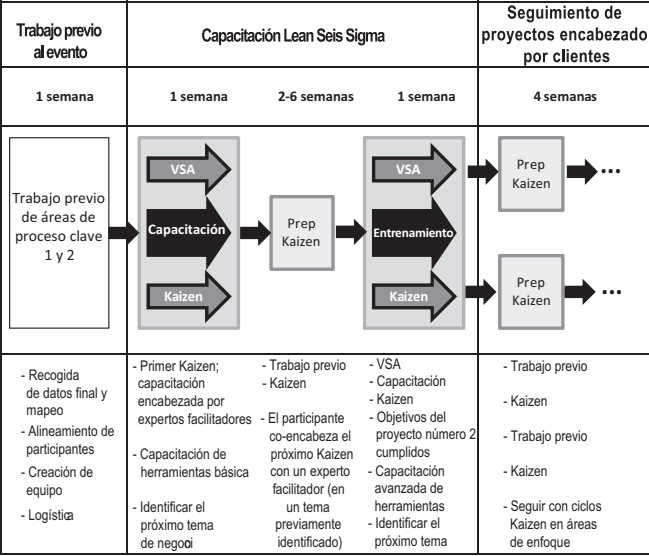 Trabajo previo
al evento
Capacitación Lean Seis Sigma
Seguimiento de
proyectos encabezado
por clientes
1 semana
1 semana
2-6 semanas
1 semana
4 semanas
Trabajo previo
de áreas de
proceso clave
1 y 2
VSA
Capacitación
Kaizen
Prep
Kaizen
VSA
Entrenamiento
Kaizen
Prep
Kaizen
...
Prep
Kaizen
...
- Recogida
de datos final y
mapeo
- Alineamiento de
participantes
- Creación de
equipo
- Logística
- Primer Kaizen;
capacitación
encabezada por
expertos facilitadores
- Capacitación de
herramientas básica
- Identificar el
próximo tema
de negooi
- Trabajo previo
- Kaizen
- El participante
co-encabeza el
próximo Kaizen
con un experto
facilitador (en
un tema
previamente
identificado)
- VSA
- Capacitación
- Kaizen
- Objetivos del
proyecto número 2
cumplidos
- Capacitación
avanzada de
herramientas
- Identificar el
próximo tema
- Trabajo previo
- Kaizen
- Trabajo previo
- Kaizen
- Seguir con ciclos
Kaizen en áreas
de enfoque